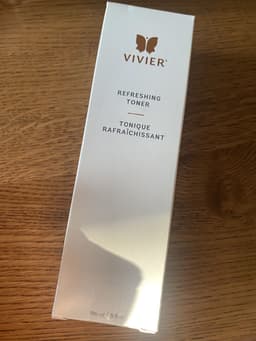 VIVIER
REFRESHING
TONER
TONIQUE
RAFRAÎCHISSANT